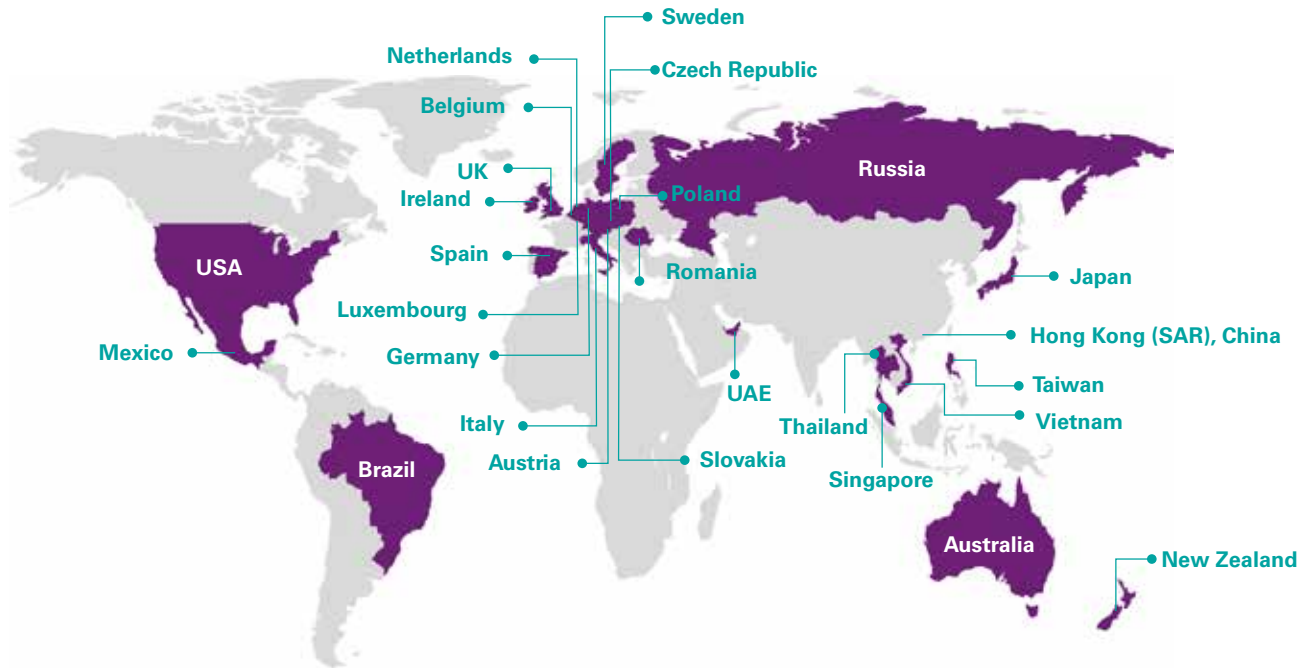 Sweden
Netherlands
Czech Republic
Belgium
UK
Russia
Ireland
Poland
Spain
USA
Romania
Japan
Luxembourg
Hong Kong (SAR), China
Mexico
Germany
UAE
Taiwan
Italy
Thailand
Vietnam
Austria
Slovakia
Brazil
Singapore
Australia
New Zealand